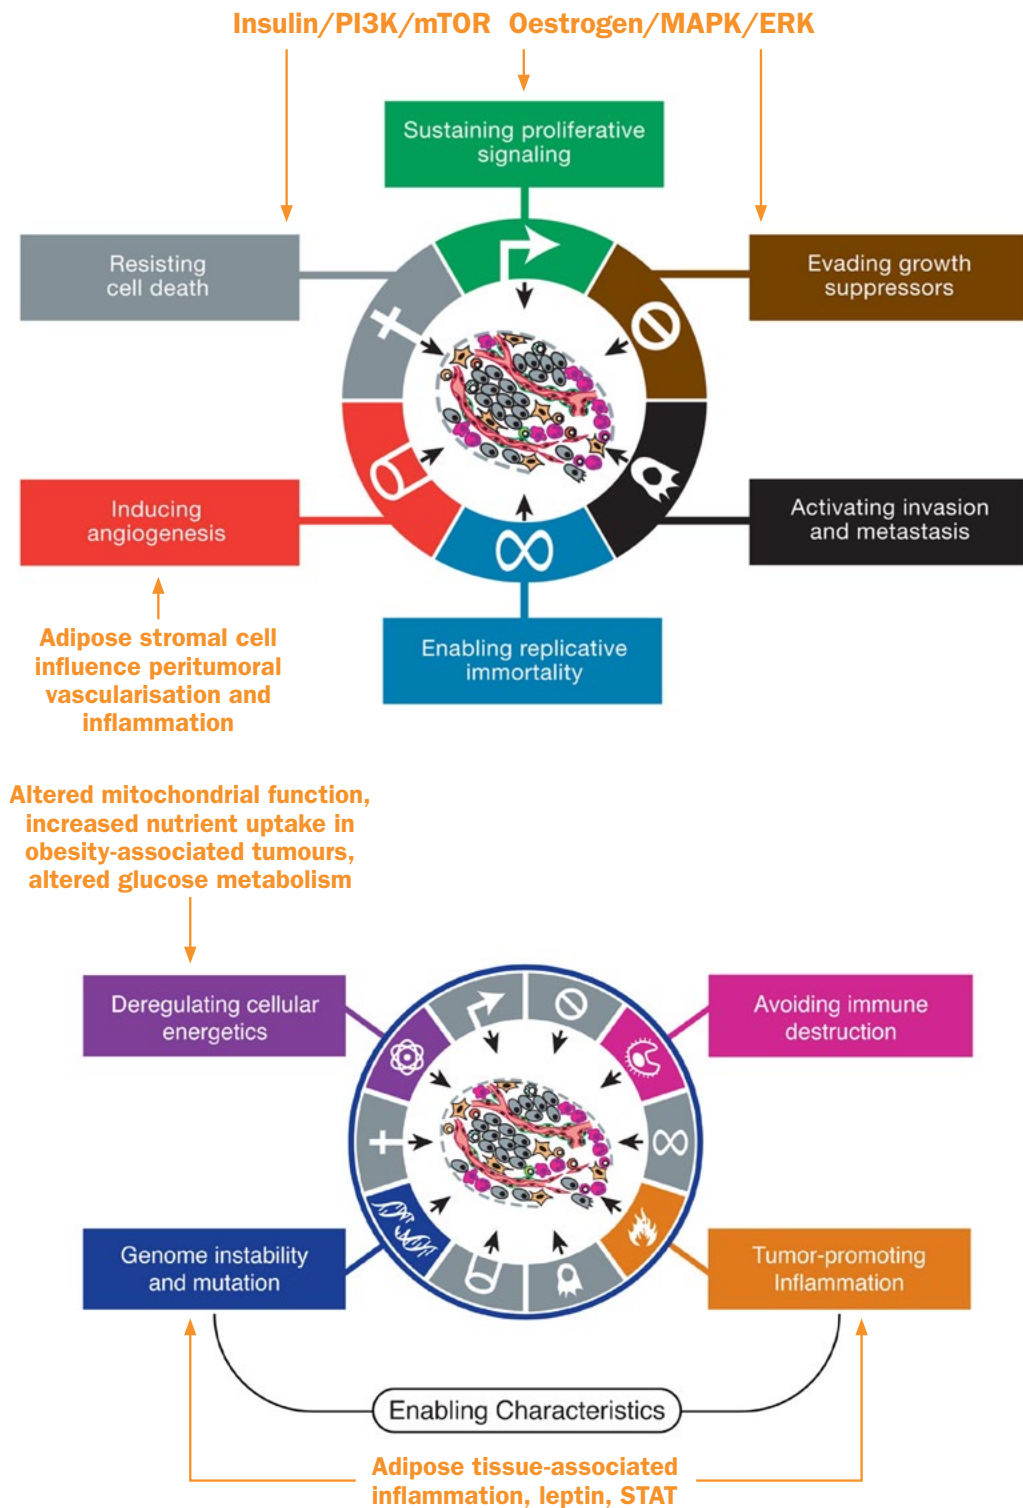 Insulin/PI3K/mTOR Oestrogen/MAPK/ERK
Sustaining proliferative
signaling
Resisting
cell death
Evading growth
suppressors
Inducing
angiogenesis
Activating invasion
and metastasis
Adipose stromal cell
influence peritumoral
vascularisation and
inflammation
Enabling replicative
immortality
Altered mitochondrial function,
increased nutrient uptake in
obesity-associated tumours,
altered glucose metabolism
Deregulating cellular
energetics
Avoiding immune
destruction
Genome instability
and mutation
Tumor-promoting
Inflammation
Enabling Characteristics
Adipose tissue-associated
inflammation, leptin, STAT